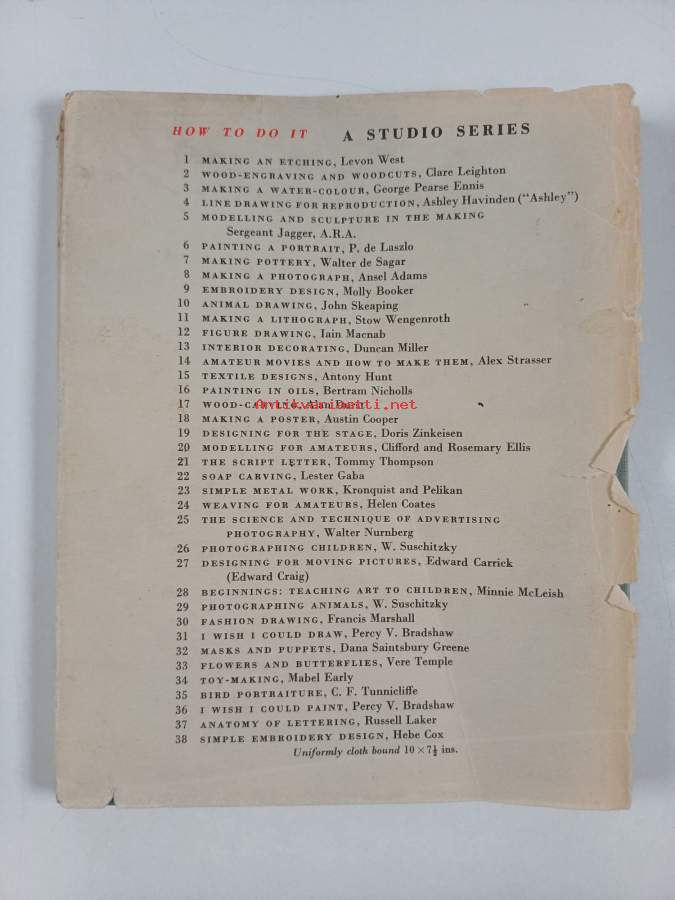 HOW TO DO IT A STUDIO SERIES
1 MAKING AN ETCHING, Levon West
2 WOOD-ENGRAVING AND WOODCUTS, Clare Leighton
3 MAKING A WATER-COLOUR, George Pearse Ennis
4 LINE DRAWING FOR REPRODUCTION, Ashley Havinden ("Ashley")
5 MODELLING AND SCULPTURE IN THE MAKING
Sergeant Jagger, A.R.A.
6 PAINTING A PORTRAIT, P. de Laszlo
7 MAKING POTTERY, Walter de Sagar
8 MAKING A PHOTOGRAPH, Ansel Adams
9 EMBROIDERY DESIGN, Molly Booker
10 ANIMAL DRAWING, John Skeaping
11 MAKING A LITHOGRAPH, Stow Wengenroth
12 FIGURE DRAWING, Iain Macnab
13 INTERIOR DECORATING, Duncan Miller
14 AMATEUR MOVIES AND HOW TO MAKE THEM, Alex Strasser
15 TEXTILE DESIGNS, Antony Hunt
16 PAINTING IN OILS, Bertram Nicholls
17 WOOD-CARVING, Alan Durst
Antikvariaatti.net
18 MAKING A POSTER, Austin Cooper
19 DESIGNING FOR THE STAGE, Doris Zinkeisen
20 MODELLING FOR AMATEURS, Clifford and Rosemary Ellis
21 THE SCRIPT LETTER, Tommy Thompson
22 SOAP CARVING, Lester Gaba
23 SIMPLE METAL WORK, Kronquist and Pelikan
24 WEAVING FOR AMATEURS, Helen Coates
25 THE SCIENCE AND TECHNIQUE OF ADVERTISING
PHOTOGRAPHY, Walter Nurnberg
26 PHOTOGRAPHING CHILDREN, W. Suschitzky
27 DESIGNING FOR MOVING PICTURES, Edward Carrick
(Edward Craig)
28 BEGINNINGS: TEACHING ART TO CHILDREN, Minnie McLeish
29 PHOTOGRAPHING ANIMALS, W. Suschitzky
30 FASHION DRAWING, Francis Marshall
31 I WISH I COULD DRAW, Percy V. Bradshaw
32 MASKS AND PUPPETS, Dana Saintsbury Greene
33 FLOWERS AND BUTTERFLIES, Vere Temple
34 TOY-MAKING, Mabel Early
35 BIRD PORTRAITURE, C. F. Tunnicliffe
36 I WISH I COULD PAINT, Percy V. Bradshaw
37 ANATOMY OF LETTERING, Russell Laker
38 SIMPLE EMBROIDERY DESIGN, Hebe Cox
Uniformly cloth bound 10 × 7½ ins.